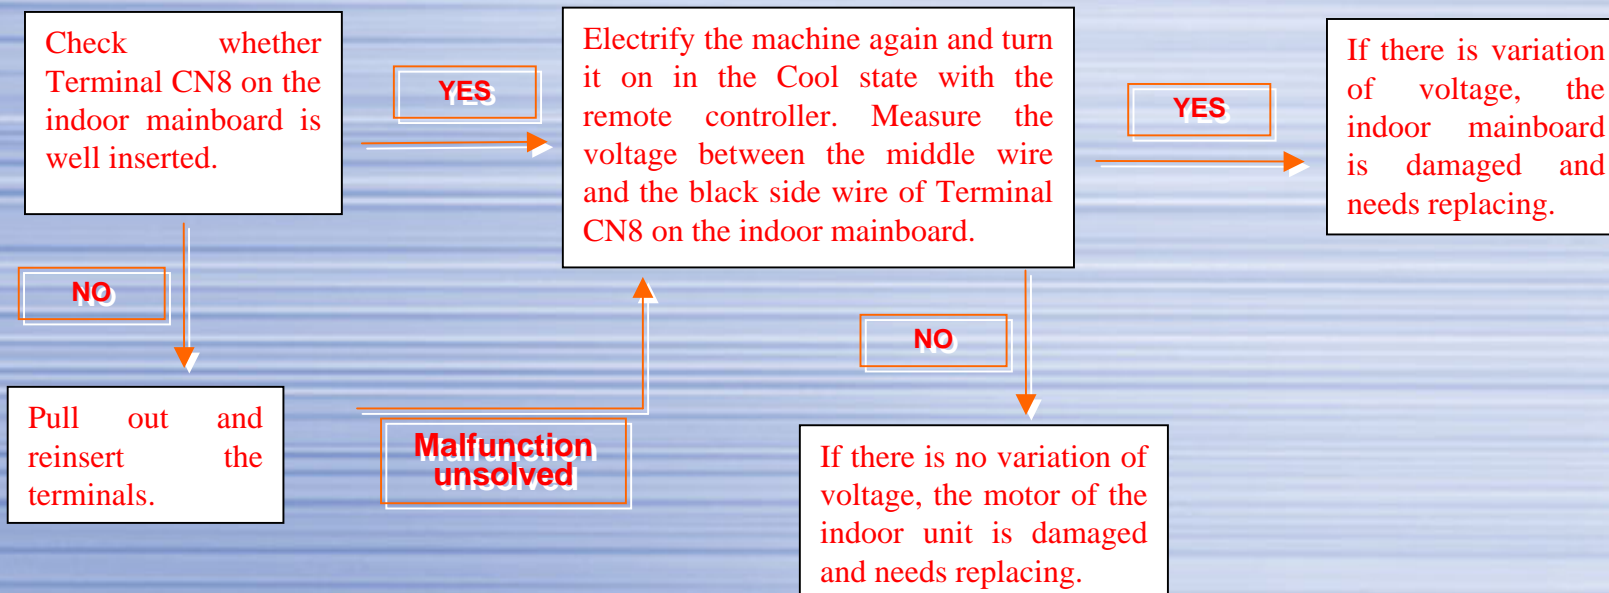 Check whether
Terminal CN8 on the
indoor mainboard is
well inserted.
YES
Electrify the machine again and turn
it on in the Cool state with the
remote controller. Measure the
voltage between the middle wire
and the black side wire of Terminal
CN8 on the indoor mainboard.
YES
If there is variation
of voltage, the
indoor mainboard
is damaged and
needs replacing.
NO
Pull out and
reinsert the
terminals.
Malfunction
unsolved
NO
If there is no variation of
voltage, the motor of the
indoor unit is damaged
and needs replacing.